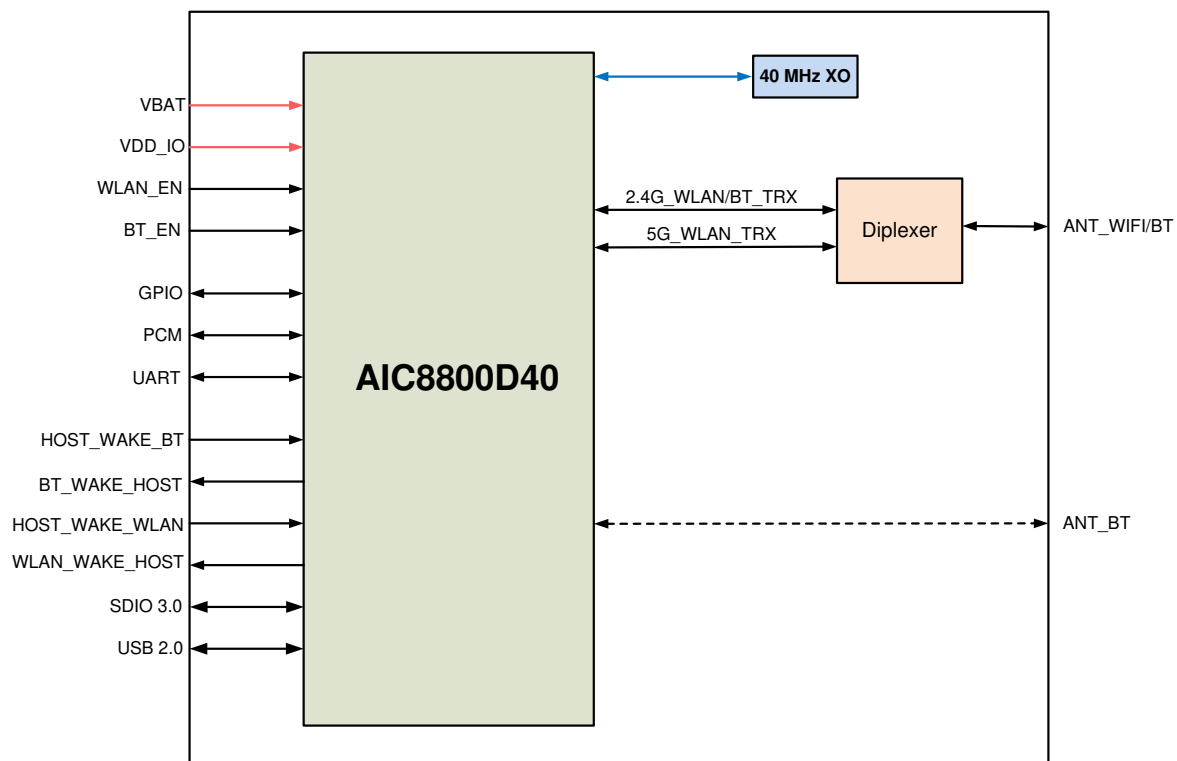 40 MHz XO
VBAT
VDD_IO
WLAN_EN
2.4G_WLAN/BT_TRX
BT_EN
Diplexer
ANT_WIFI/BT
5G_WLAN_TRX
GPIO
PCM
UART
AIC8800D40
HOST_WAKE_BT
BT_WAKE_HOST
HOST_WAKE_WLAN
ANT_BT
WLAN_WAKE_HOST
SDIO 3.0
USB 2.0